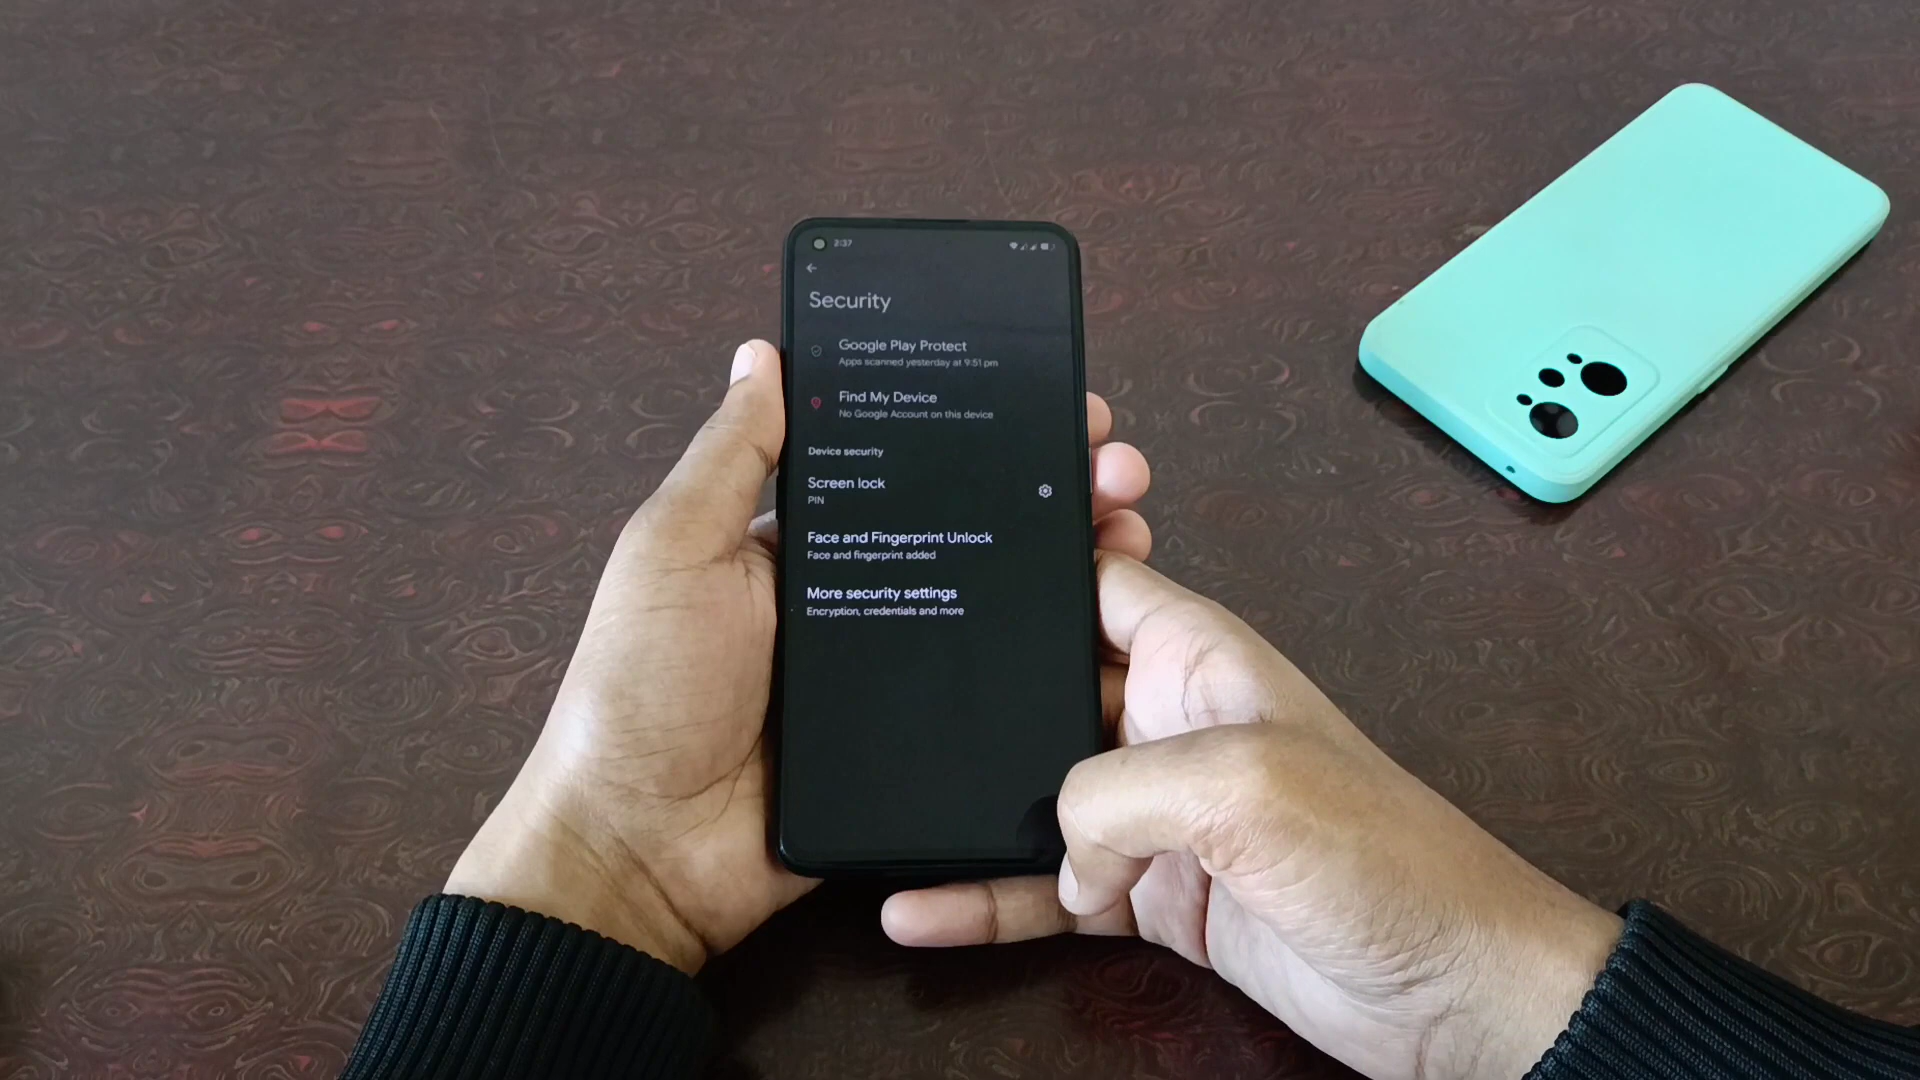 2:37
Security
Google Play Protect
Apps scanned yesterday at 9:51 pm
Find My Device
No Google Account on this device
Device security
Screen lock
PIN
Face and Fingerprint Unlock
Face and fingerprint added
More security settings
Encryption, credentials and more